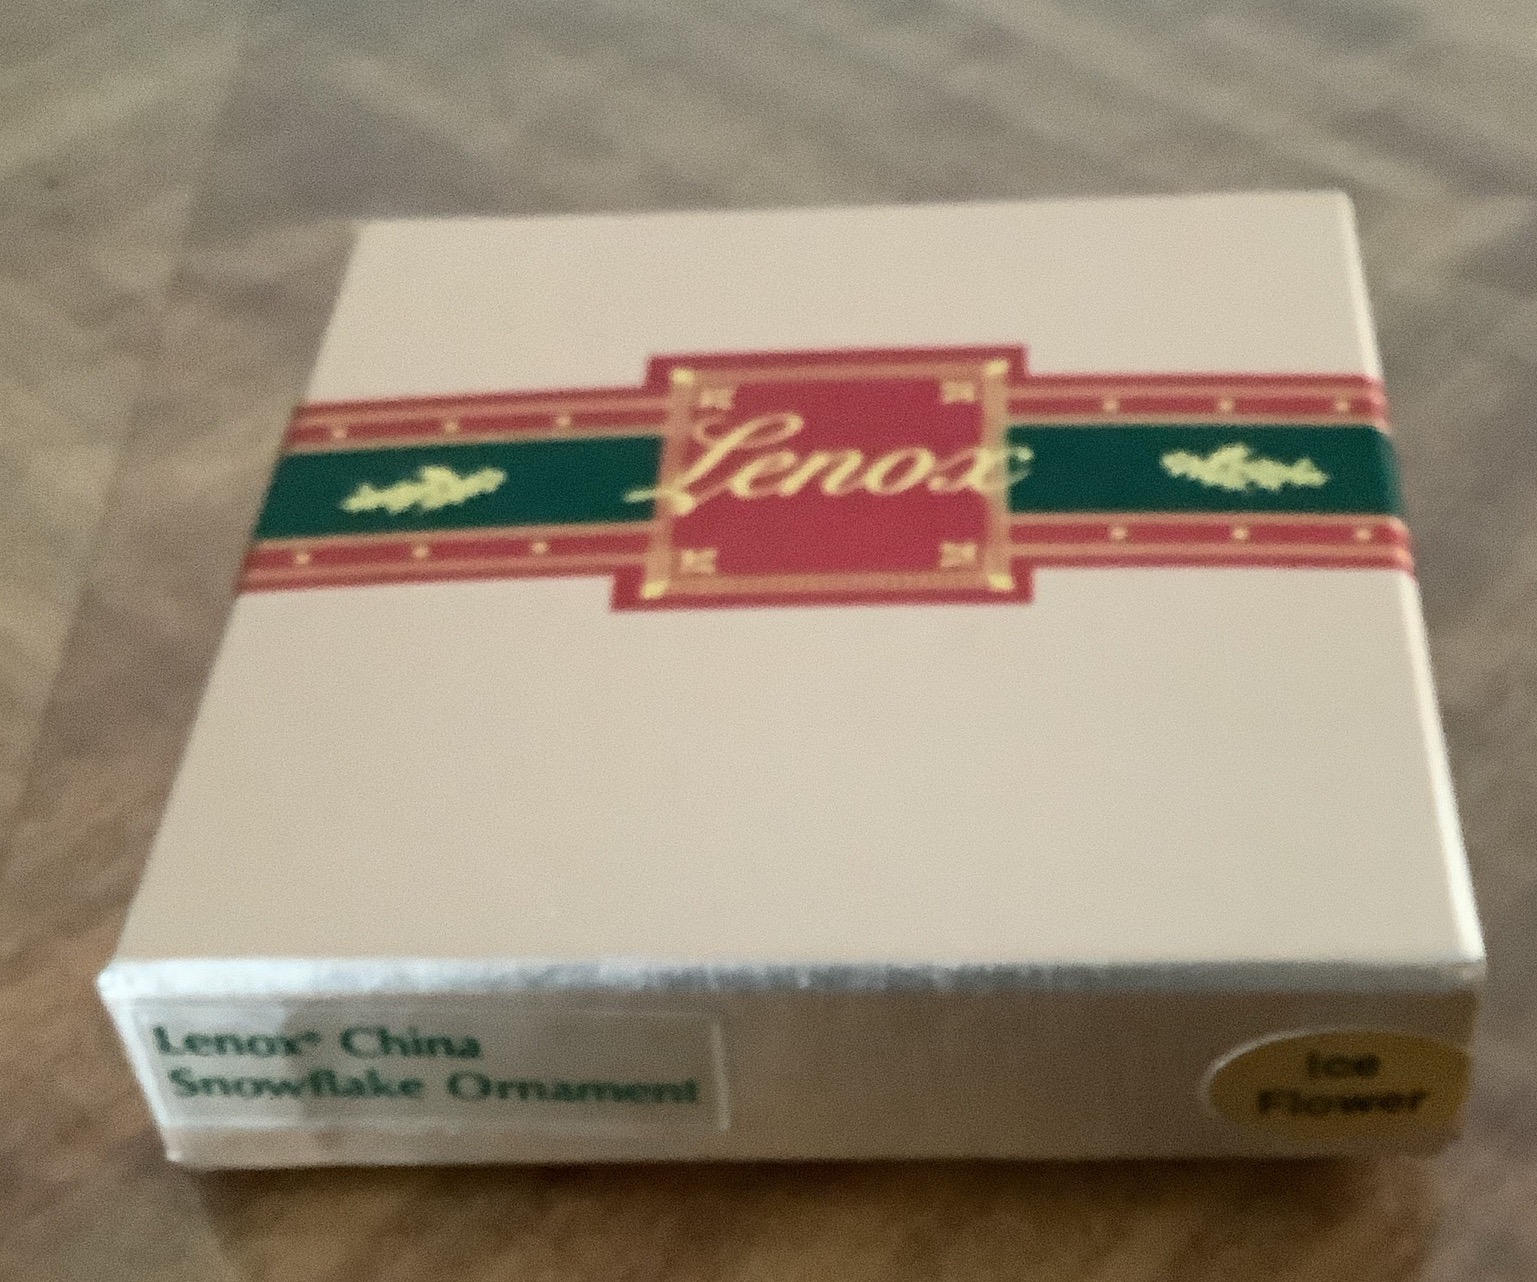 Lenox
Lenox® China
Snowflake Ornament
Ice
Flower